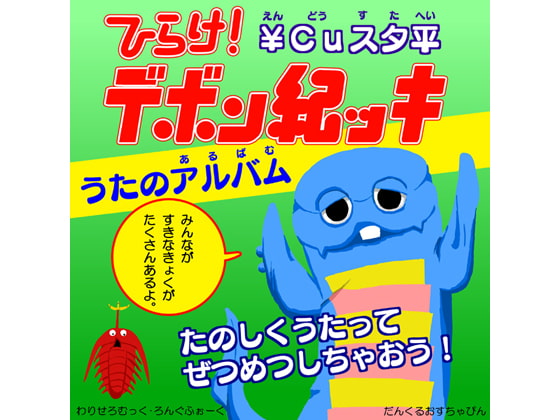 ひらけ！
えん どう す た へい
￥Ｃｕスタ平
デボン紀ッキ
あるばむ
うたのアルバム
みんなが
すきなきょくが
たくさんあるよ。
たのしくうたって
ぜつめつしちゃおう！
わりせろむっく・ろんぐふぉーく
だんくるおすちゃぴん